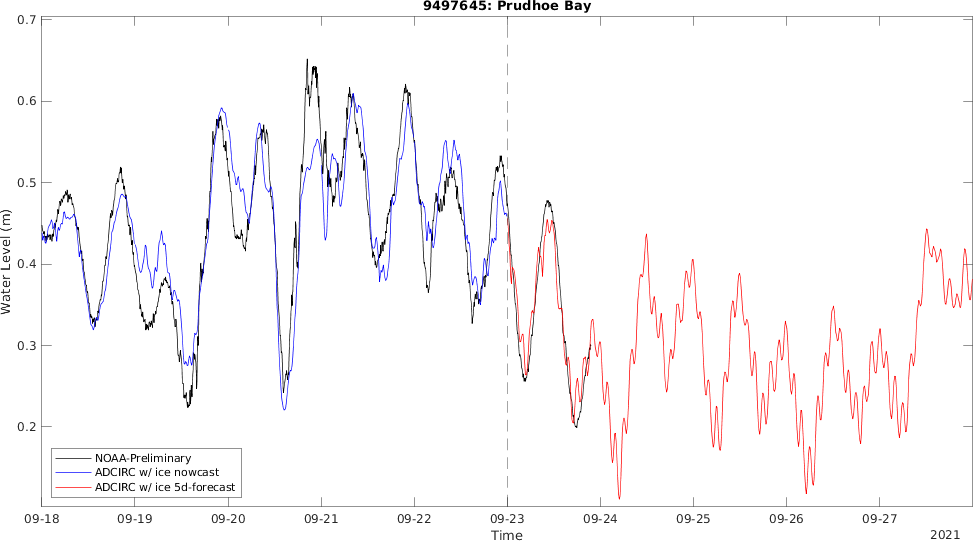 9497645: Prudhoe Bay
0.7
0.6
0.5
0.4
0.3
0.2
Water Level (m)
NOAA-Preliminary
ADCIRC w/ ice nowcast
ADCIRC w/ ice 5d-forecast
09-18 09-19 09-20 09-21 09-22 09-23 09-24 09-25 09-26 09-27
Time
2021